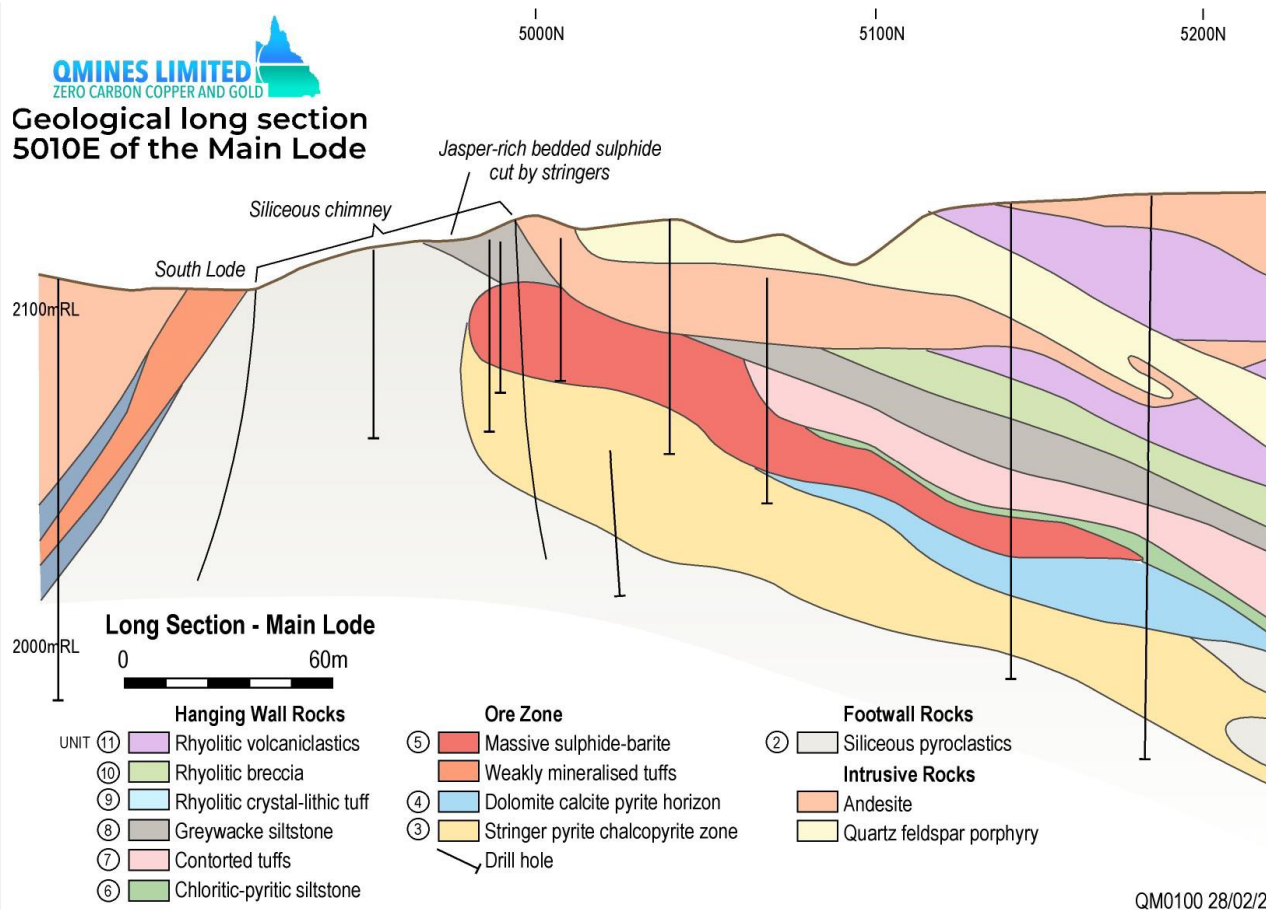 5000N
5100N
5200N
QMINES LIMITED
ZERO CARBON COPPER AND GOLD
Geological long section
5010E of the Main Lode
Jasper-rich bedded sulphide
cut by stringers
Siliceous chimney
South Lode
2100mRL
2000mRL
Long Section - Main Lode
0 60m
Hanging Wall Rocks
UNIT 11 Rhyolitic volcaniclastics
10 Rhyolitic breccia
9 Rhyolitic crystal-lithic tuff
8 Greywacke siltstone
7 Contorted tuffs
6 Chloritic-pyritic siltstone
Ore Zone
5 Massive sulphide-barite
Weakly mineralised tuffs
4 Dolomite calcite pyrite horizon
3 Stringer pyrite chalcopyrite zone
Drill hole
Footwall Rocks
2 Siliceous pyroclastics
Intrusive Rocks
Andesite
Quartz feldspar porphyry
QM0100 28/02/2